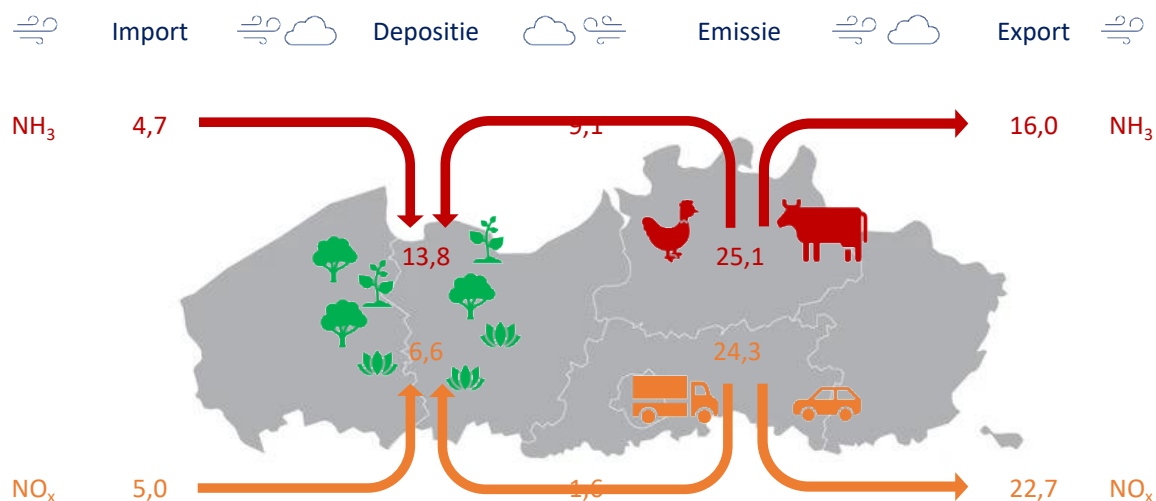 Import Depositie Emissie Export
NH₃ 4,7 9,1 16,0 NH₃
13,8 25,1
6,6 24,3
NOₓ 5,0 1,6 22,7 NOₓ